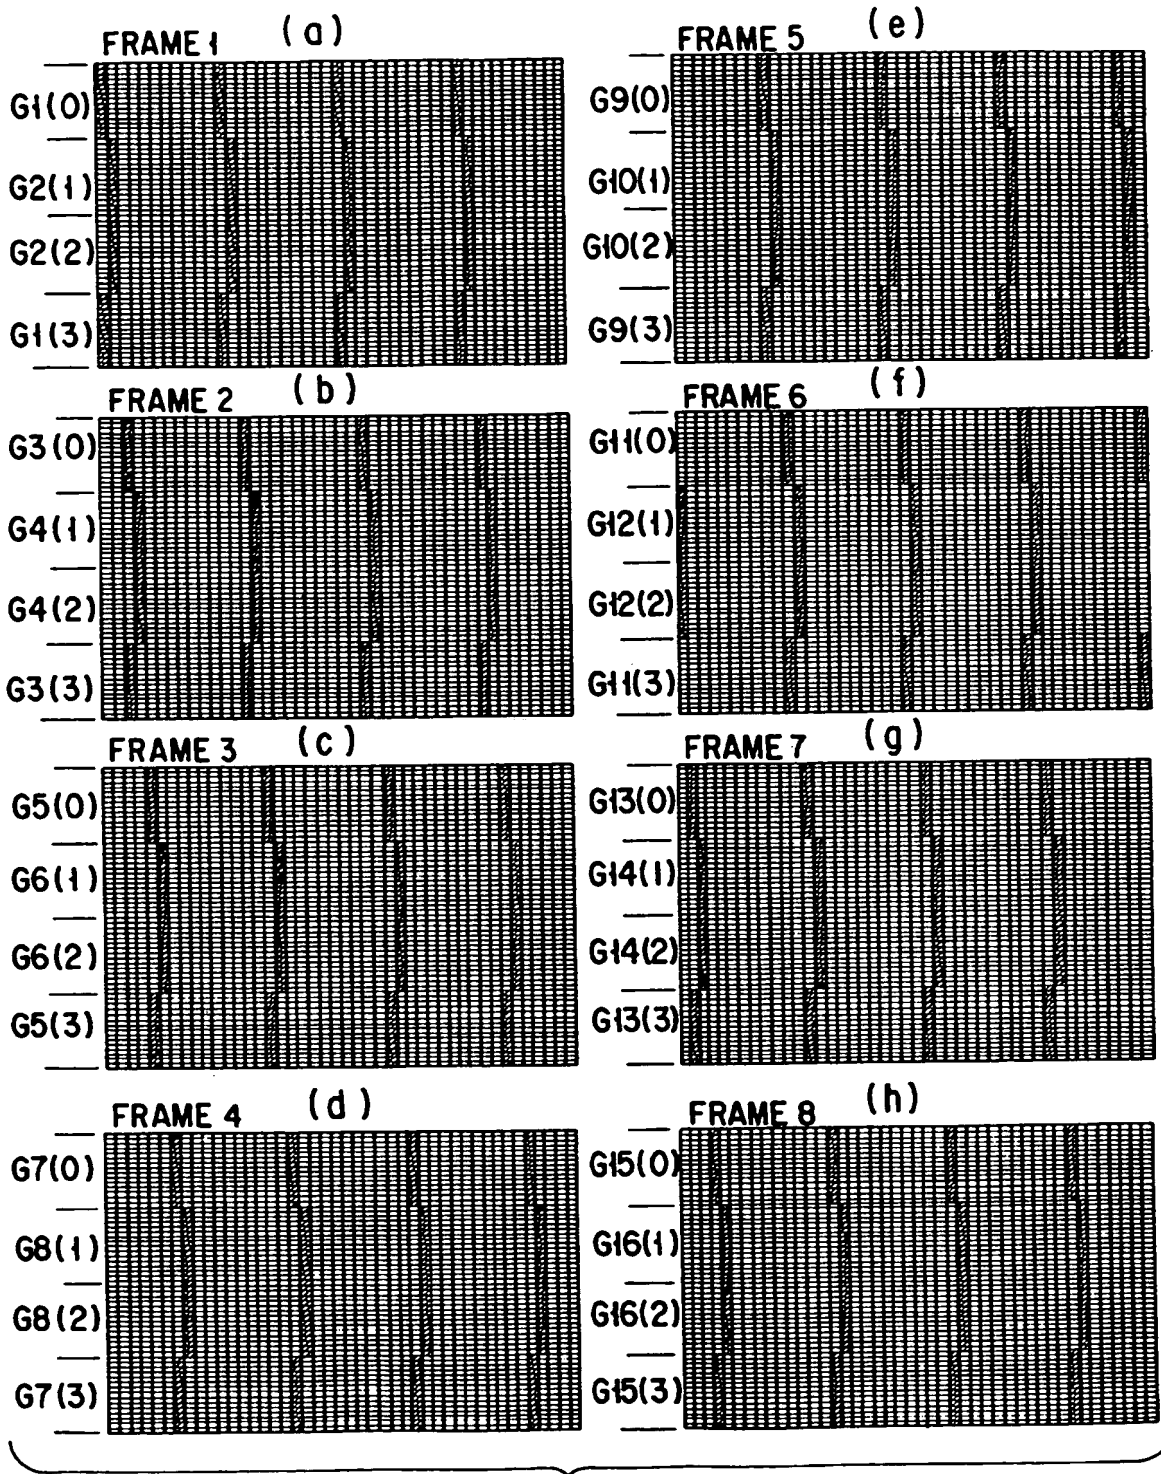 FRAME 1 (a)
G1(0)
G2(1)
G2(2)
G1(3)
FRAME 2 (b)
G3(0)
G4(1)
G4(2)
G3(3)
FRAME 3 (c)
G5(0)
G6(1)
G6(2)
G5(3)
FRAME 4 (d)
G7(0)
G8(1)
G8(2)
G7(3)
FRAME 5 (e)
G9(0)
G10(1)
G10(2)
G9(3)
FRAME 6 (f)
G11(0)
G12(1)
G12(2)
G11(3)
FRAME 7 (g)
G13(0)
G14(1)
G14(2)
G13(3)
FRAME 8 (h)
G15(0)
G16(1)
G16(2)
G15(3)